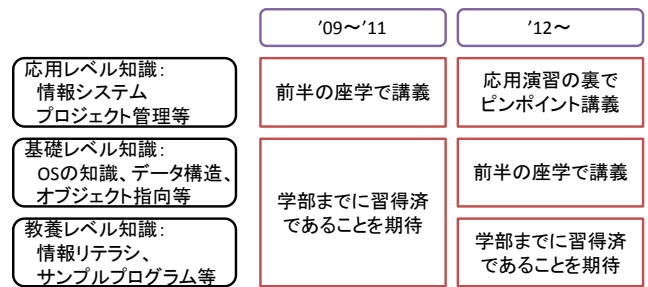 ’09～’11
’12～
応用レベル知識：
情報システム
プロジェクト管理等
前半の座学で講義
応用演習の裏で
ピンポイント講義
基礎レベル知識：
OSの知識、データ構造、
オブジェクト指向等
学部までに習得済
であることを期待
前半の座学で講義
教養レベル知識：
情報リテラシ、
サンプルプログラム等
学部までに習得済
であることを期待